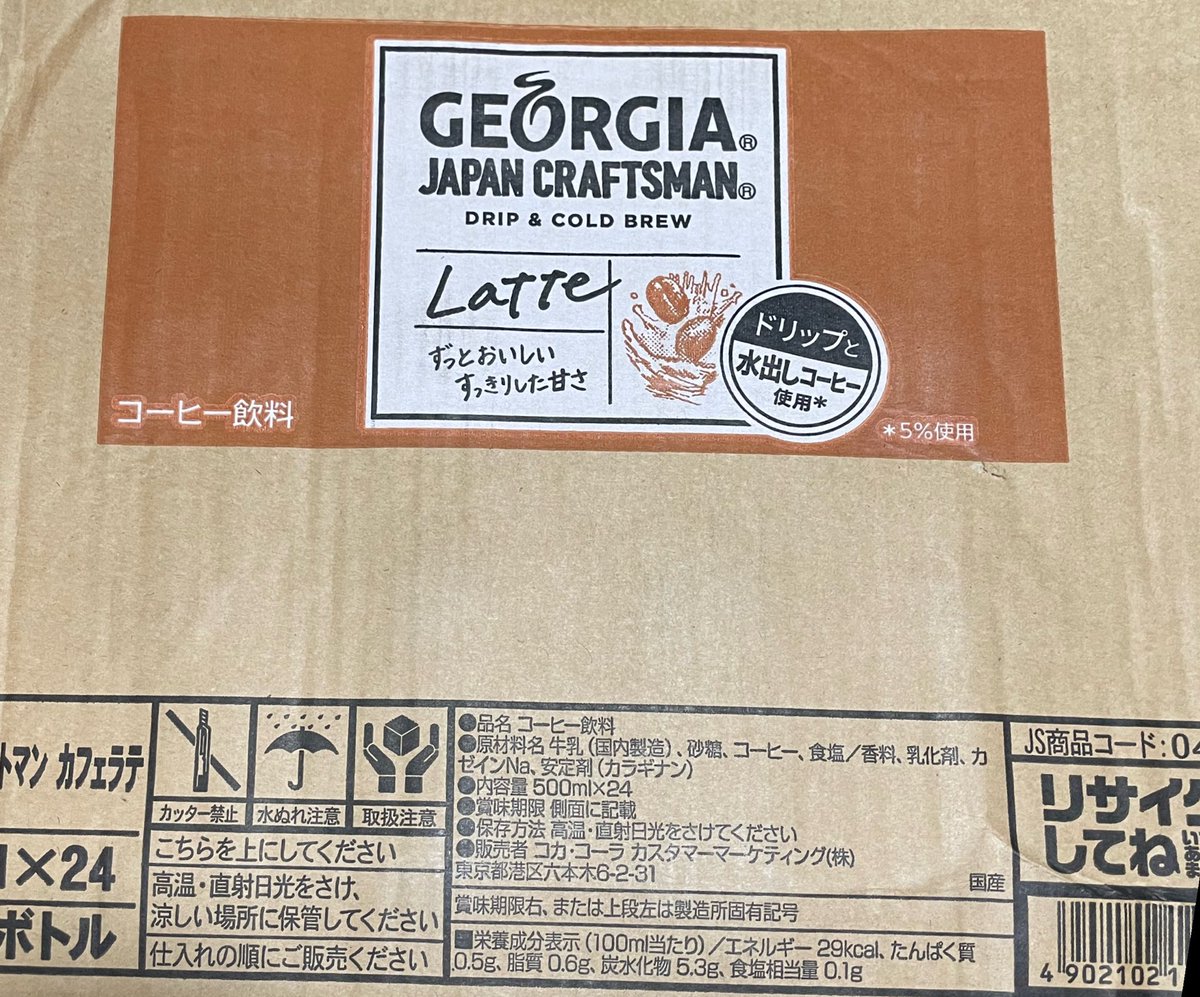 GEORGIA®
JAPAN CRAFTSMAN®
DRIP & COLD BREW
Latte
ずっとおいしい
すっきりした甘さ
ドリップと
水出しコーヒー
使用*
コーヒー飲料
*5%使用
トマン カフェラテ
×24
ボトル
カッター禁止
水ぬれ注意
取扱注意
こちらを上にしてください
高温・直射日光をさけ、
涼しい場所に保管してください
仕入れの順にご販売ください
●品名 コーヒー飲料
●原材料名 牛乳(国内製造)、砂糖、コーヒー、食塩/香料、乳化剤、カ
ゼインNa、安定剤(カラギナン)
●内容量 500ml×24
●賞味期限 側面に記載
●保存方法 高温・直射日光をさけてください
●販売者 コカ・コーラ カスタマーマーケティング(株)
東京都港区六本木6-2-31
国産
賞味期限右、または上段左は製造所固有記号
■栄養成分表示(100ml当たり)/エネルギー 29kcal、たんぱく質
0.5g、脂質 0.6g、炭水化物 5.3g、食塩相当量 0.1g
JS商品コード:04
リサイク
してね
4 9021021